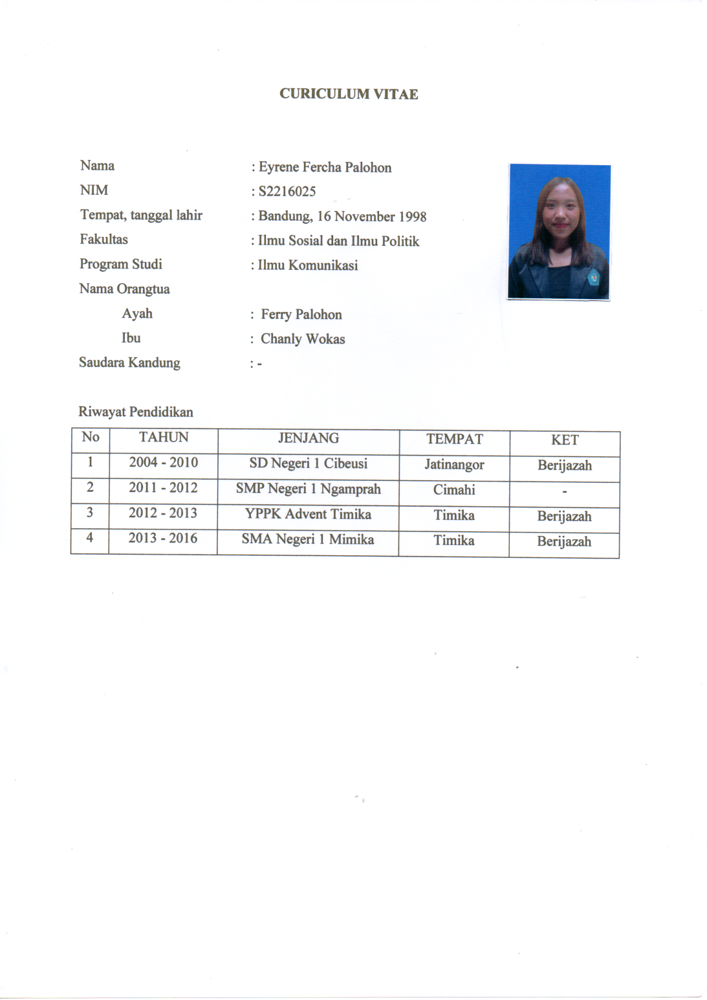 CURICULUM VITAE
Nama : Eyrene Fercha Palohon
NIM : S2216025
Tempat, tanggal lahir : Bandung, 16 November 1998
Fakultas : Ilmu Sosial dan Ilmu Politik
Program Studi : Ilmu Komunikasi
Nama Orangtua
Ayah : Ferry Palohon
Ibu : Chanly Wokas
Saudara Kandung : -
Riwayat Pendidikan
No TAHUN JENJANG TEMPAT KET
1 2004 - 2010 SD Negeri 1 Cibeusi Jatinangor Berijazah
2 2011 - 2012 SMP Negeri 1 Ngamprah Cimahi -
3 2012 - 2013 YPPK Advent Timika Timika Berijazah
4 2013 - 2016 SMA Negeri 1 Mimika Timika Berijazah